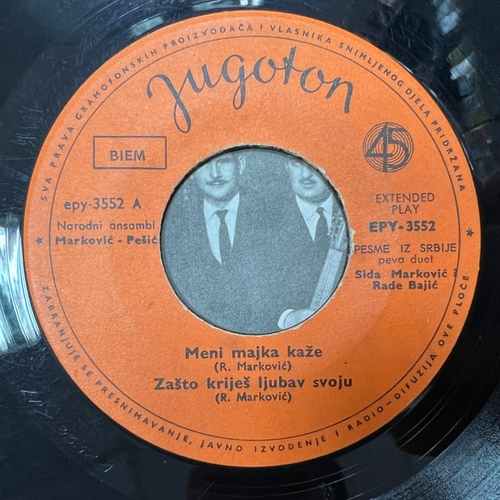 SVA PRAVA GRAMOFONSKIH PROIZVOĐAČA I VLASNIKA SNIMLJENOG DJELA PRIDRŽANA
Jugoton
BIEM
45
epy-3552 A
Narodni ansambl
Marković - Pešić
EXTENDED
PLAY
EPY-3552
PESME IZ SRBIJE
peva duet
Sida Marković
Rade Bajić
Meni majka kaže
(R. Marković)
Zašto kriješ ljubav svoju
(R. Marković)
ZABRANJUJE SE PRESNIMAVANJE, JAVNO IZVOĐENJE I RADIO-DIFUZIJA OVE PLOČE